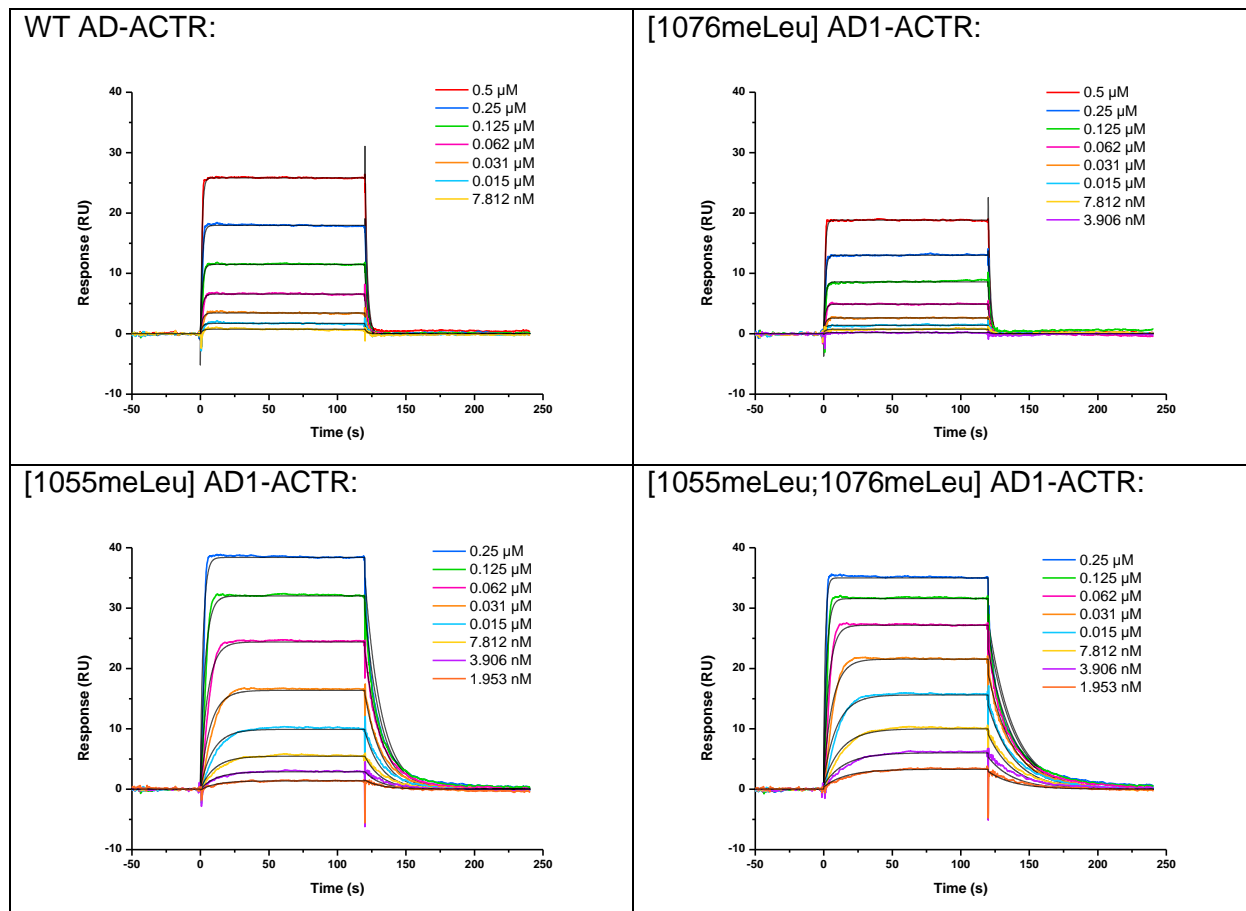 WT AD-ACTR:
40
30
20
10
0
-10
Response (RU)
-50
0
50
100
150
200
250
Time (s)
0.5 µM
0.25 µM
0.125 µM
0.062 µM
0.031 µM
0.015 µM
7.812 nM
[1076meLeu] AD1-ACTR:
40
30
20
10
0
-10
Response (RU)
-50
0
50
100
150
200
250
Time (s)
0.5 µM
0.25 µM
0.125 µM
0.062 µM
0.031 µM
0.015 µM
7.812 nM
3.906 nM
[1055meLeu] AD1-ACTR:
40
30
20
10
0
-10
Response (RU)
-50
0
50
100
150
200
250
Time (s)
0.25 µM
0.125 µM
0.062 µM
0.031 µM
0.015 µM
7.812 nM
3.906 nM
1.953 nM
[1055meLeu;1076meLeu] AD1-ACTR:
40
30
20
10
0
-10
Response (RU)
-50
0
50
100
150
200
250
Time (s)
0.25 µM
0.125 µM
0.062 µM
0.031 µM
0.015 µM
7.812 nM
3.906 nM
1.953 nM